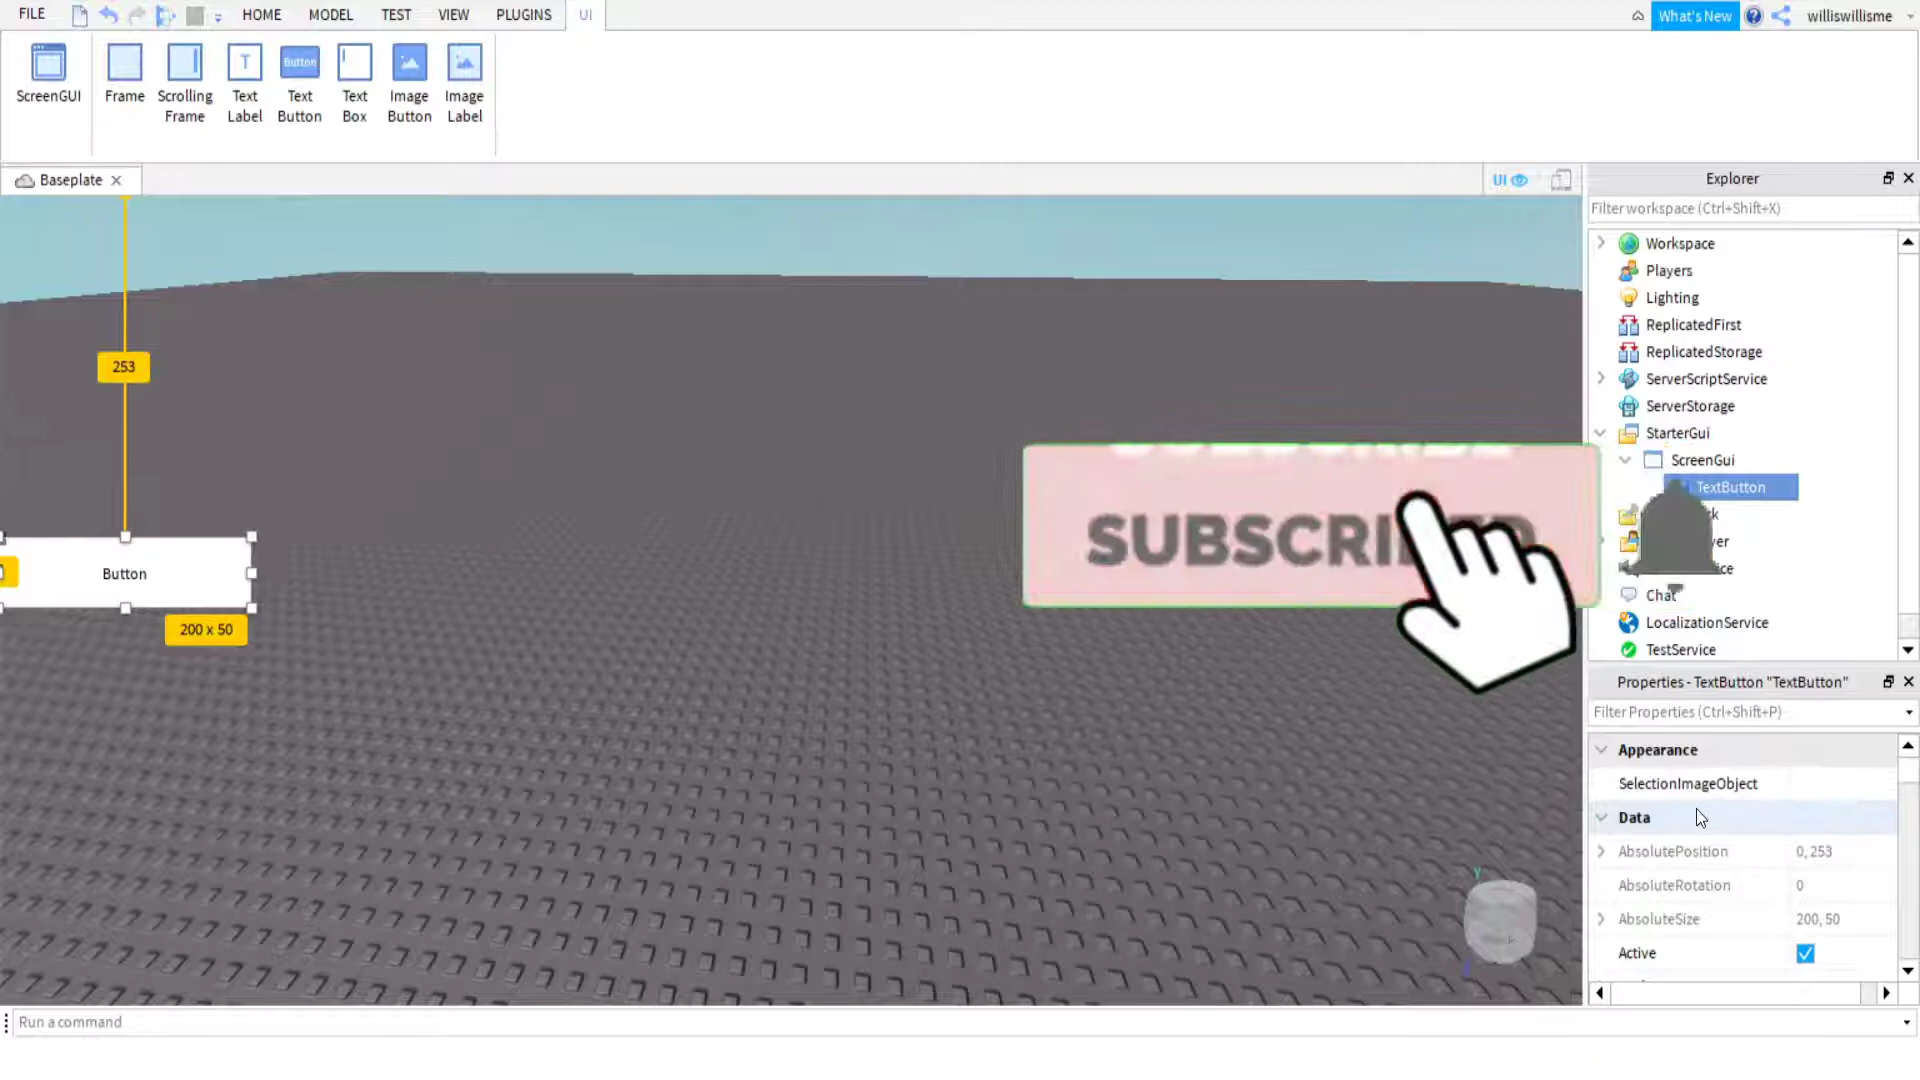 FILE
HOME
MODEL
TEST
VIEW
PLUGINS
UI
What's New
williswillisme
ScreenGUI
Frame
Scrolling
Frame
T
Text
Label
Button
Text
Button
Text
Box
Image
Button
Image
Label
Baseplate
UI
Explorer
Filter workspace (Ctrl+Shift+X)
Workspace
Players
Lighting
ReplicatedFirst
ReplicatedStorage
ServerScriptService
ServerStorage
StarterGui
ScreenGui
TextButton
Chat
LocalizationService
TestService
253
Button
200 x 50
Properties - TextButton "TextButton"
Filter Properties (Ctrl+Shift+P)
Appearance
SelectionImageObject
Data
AbsolutePosition 0, 253
AbsoluteRotation 0
AbsoluteSize 200, 50
Active
Y
Run a command